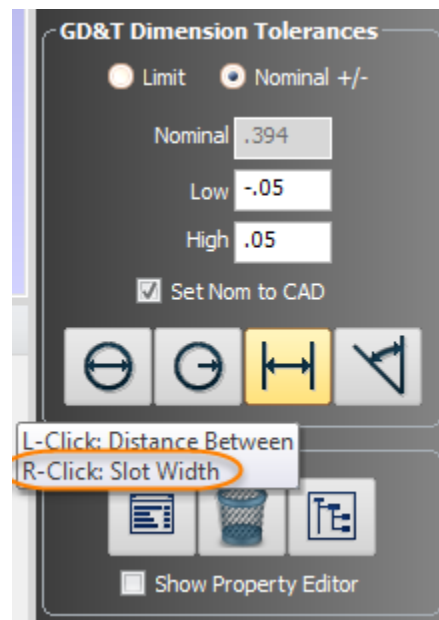 GD&T Dimension Tolerances
Limit Nominal +/-
Nominal .394
Low -.05
High .05
Set Nom to CAD
L-Click: Distance Between
R-Click: Slot Width
Show Property Editor